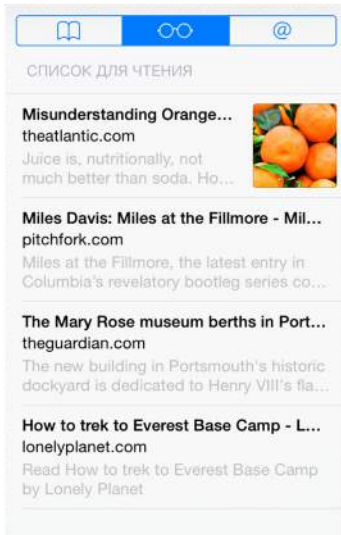 @
СПИСОК ДЛЯ ЧТЕНИЯ
Misunderstanding Orange...
theatlantic.com
Juice is, nutritionally, not
much better than soda. Ho...
Miles Davis: Miles at the Fillmore - Mil...
pitchfork.com
Miles at the Fillmore, the latest entry in
Columbia's revelatory bootleg series co...
The Mary Rose museum berths in Port...
theguardian.com
The new building in Portsmouth's historic
dockyard is dedicated to Henry VIII's fla...
How to trek to Everest Base Camp - L...
lonelyplanet.com
Read How to trek to Everest Base Camp
by Lonely Planet